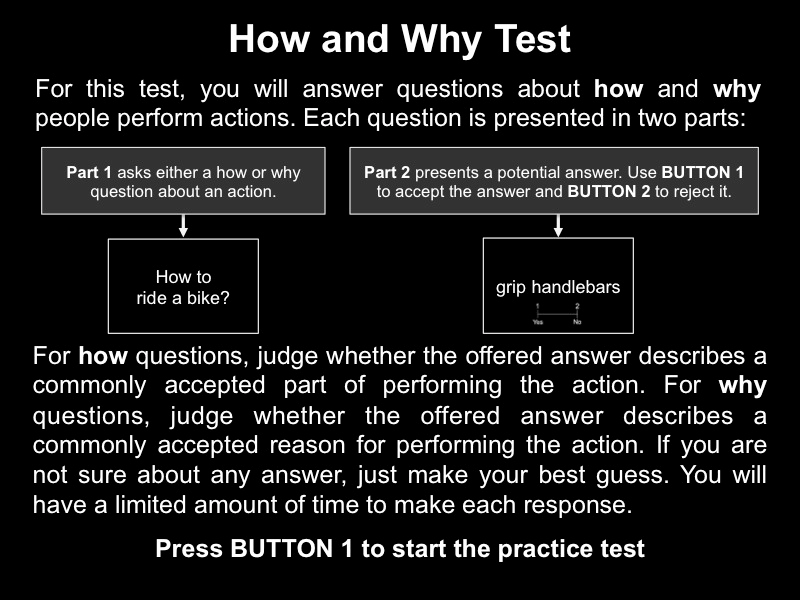 How and Why Test
For this test, you will answer questions about how and why
people perform actions. Each question is presented in two parts:
Part 1 asks either a how or why
question about an action.
Part 2 presents a potential answer. Use BUTTON 1
to accept the answer and BUTTON 2 to reject it.
How to
ride a bike?
grip handlebars
1 2
Yes No
For how questions, judge whether the offered answer describes a
commonly accepted part of performing the action. For why
questions, judge whether the offered answer describes a
commonly accepted reason for performing the action. If you are
not sure about any answer, just make your best guess. You will
have a limited amount of time to make each response.
Press BUTTON 1 to start the practice test